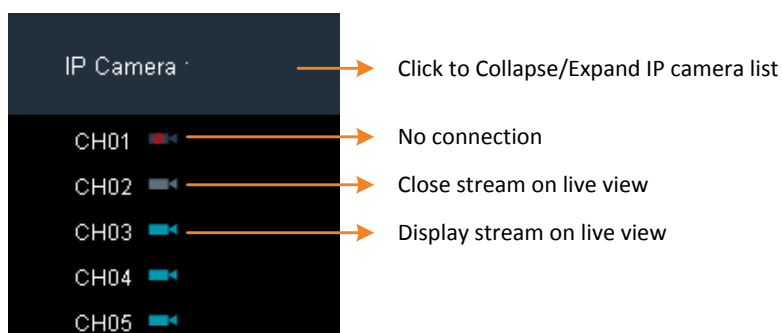 IP Camera Click to Collapse/Expand IP camera list
CH01 No connection
CH02 Close stream on live view
CH03 Display stream on live view
CH04
CH05